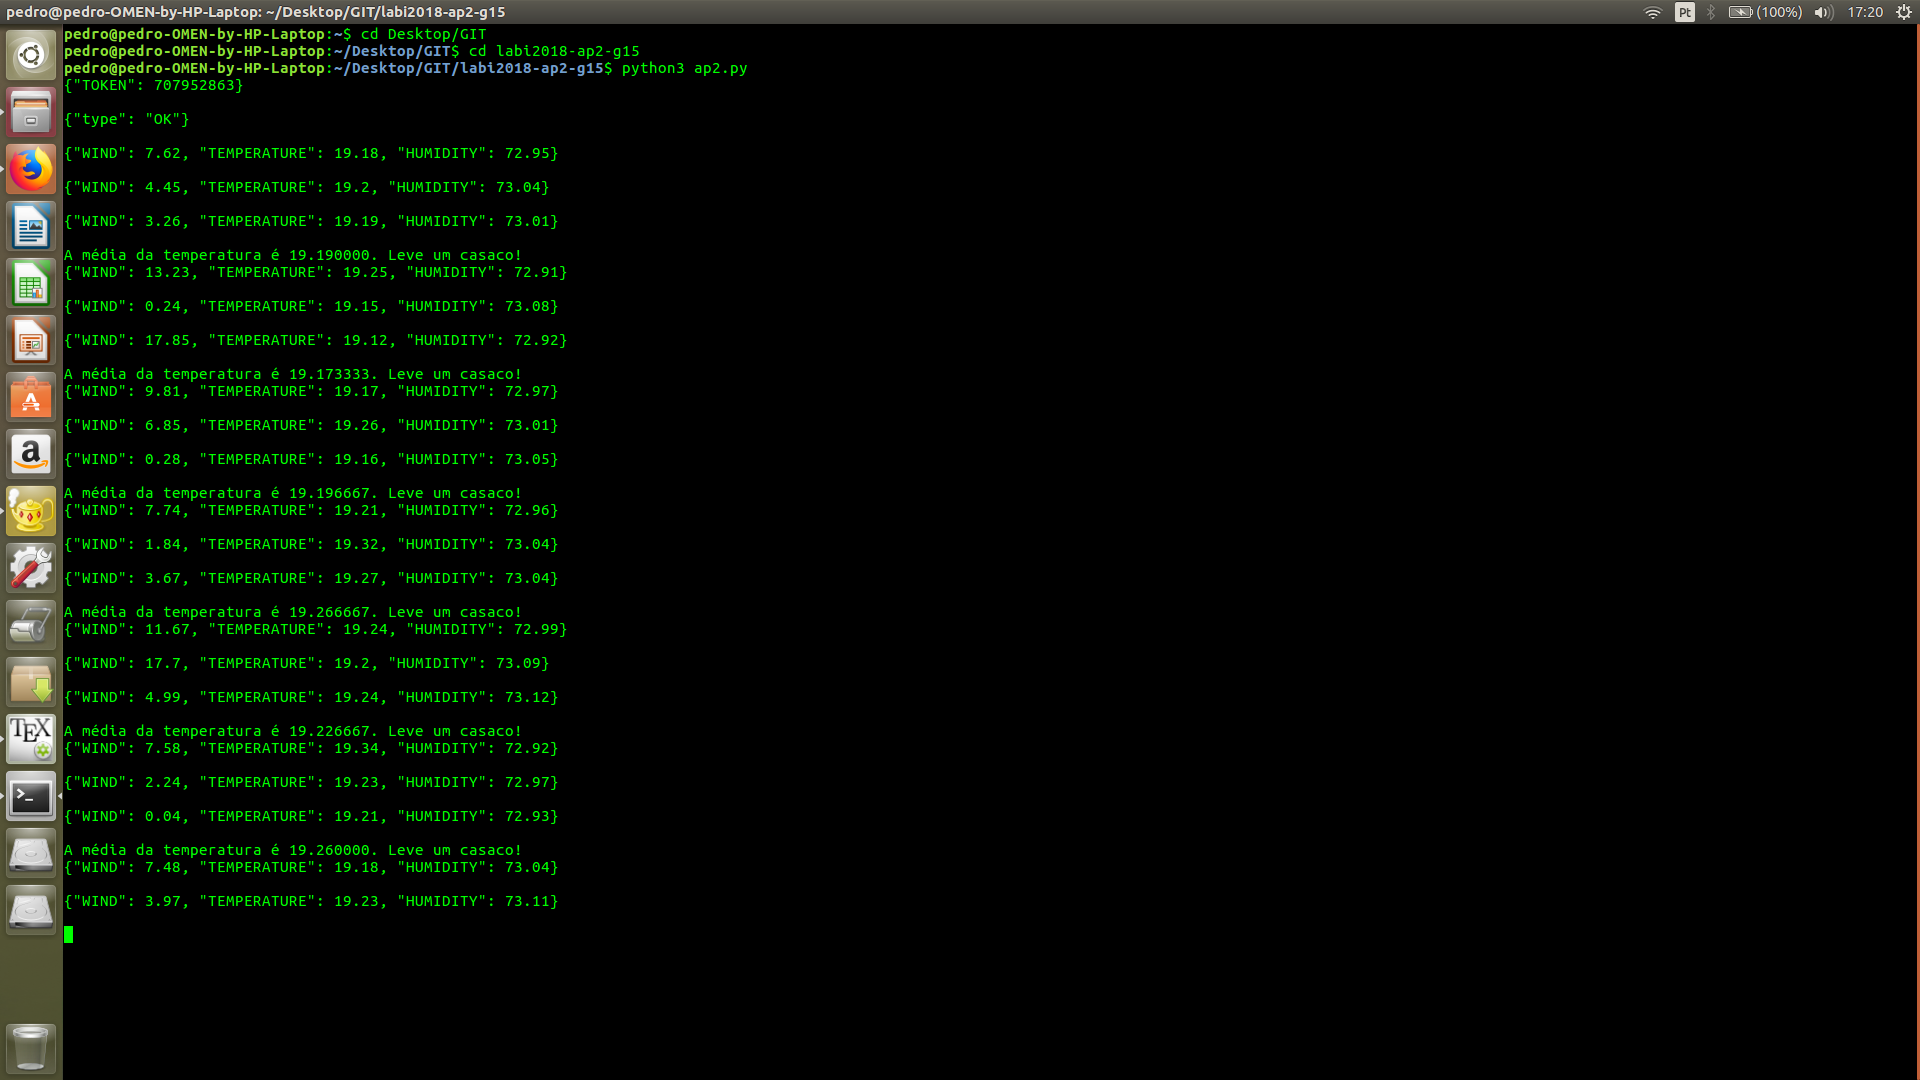 pedro@pedro-OMEN-by-HP-Laptop: ~/Desktop/GIT/labi2018-ap2-g15
Pt
(100%)
17:20
pedro@pedro-OMEN-by-HP-Laptop:~$ cd Desktop/GIT
pedro@pedro-OMEN-by-HP-Laptop:~/Desktop/GIT$ cd labi2018-ap2-g15
pedro@pedro-OMEN-by-HP-Laptop:~/Desktop/GIT/labi2018-ap2-g15$ python3 ap2.py
{"TOKEN": 707952863}
{"type": "OK"}
{"WIND": 7.62, "TEMPERATURE": 19.18, "HUMIDITY": 72.95}
{"WIND": 4.45, "TEMPERATURE": 19.2, "HUMIDITY": 73.04}
{"WIND": 3.26, "TEMPERATURE": 19.19, "HUMIDITY": 73.01}
A média da temperatura é 19.190000. Leve um casaco!
{"WIND": 13.23, "TEMPERATURE": 19.25, "HUMIDITY": 72.91}
{"WIND": 0.24, "TEMPERATURE": 19.15, "HUMIDITY": 73.08}
{"WIND": 17.85, "TEMPERATURE": 19.12, "HUMIDITY": 72.92}
A média da temperatura é 19.173333. Leve um casaco!
{"WIND": 9.81, "TEMPERATURE": 19.17, "HUMIDITY": 72.97}
{"WIND": 6.85, "TEMPERATURE": 19.26, "HUMIDITY": 73.01}
{"WIND": 0.28, "TEMPERATURE": 19.16, "HUMIDITY": 73.05}
A média da temperatura é 19.196667. Leve um casaco!
{"WIND": 7.74, "TEMPERATURE": 19.21, "HUMIDITY": 72.96}
{"WIND": 1.84, "TEMPERATURE": 19.32, "HUMIDITY": 73.04}
{"WIND": 3.67, "TEMPERATURE": 19.27, "HUMIDITY": 73.04}
A média da temperatura é 19.266667. Leve um casaco!
{"WIND": 11.67, "TEMPERATURE": 19.24, "HUMIDITY": 72.99}
{"WIND": 17.7, "TEMPERATURE": 19.2, "HUMIDITY": 73.09}
{"WIND": 4.99, "TEMPERATURE": 19.24, "HUMIDITY": 73.12}
A média da temperatura é 19.226667. Leve um casaco!
{"WIND": 7.58, "TEMPERATURE": 19.34, "HUMIDITY": 72.92}
{"WIND": 2.24, "TEMPERATURE": 19.23, "HUMIDITY": 72.97}
{"WIND": 0.04, "TEMPERATURE": 19.21, "HUMIDITY": 72.93}
A média da temperatura é 19.260000. Leve um casaco!
{"WIND": 7.48, "TEMPERATURE": 19.18, "HUMIDITY": 73.04}
{"WIND": 3.97, "TEMPERATURE": 19.23, "HUMIDITY": 73.11}
a
TEX